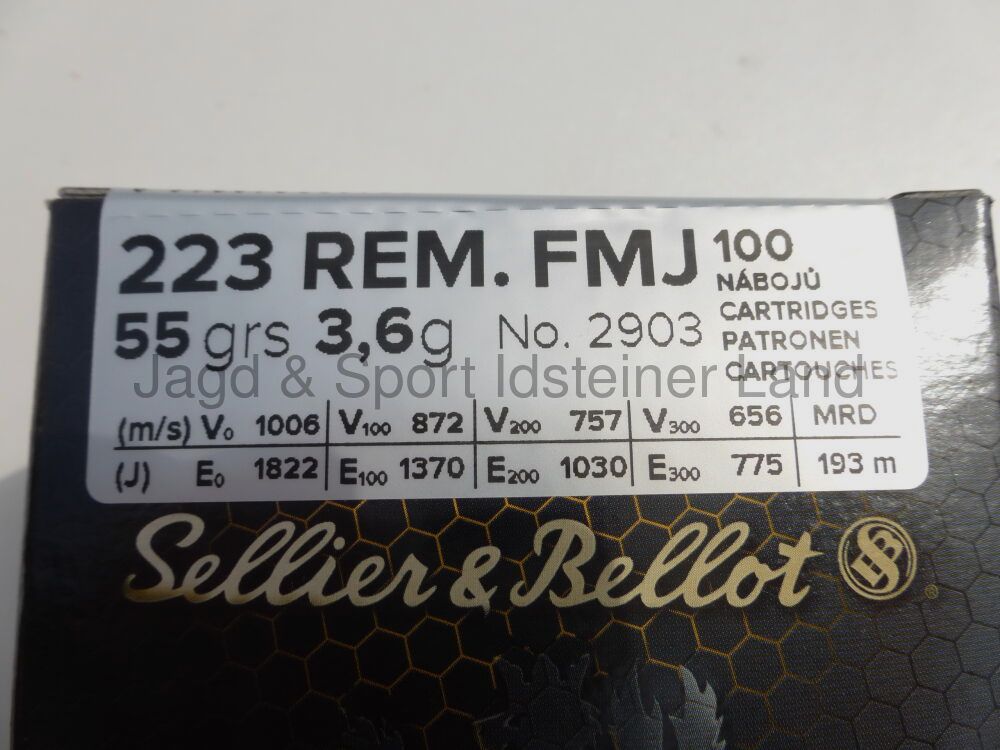 223 REM. FMJ 100
NÁBOJŮ
CARTRIDGES
PATRONEN
CARTOUCHES
55 grs 3,6g No. 2903
Jagd & Sport Idsteiner Land
(m/s) V0 1006 V100 872 V200 757 V300 656 MRD
(J) E0 1822 E100 1370 E200 1030 E300 775 193 m
Sellier & Bellot SB ®